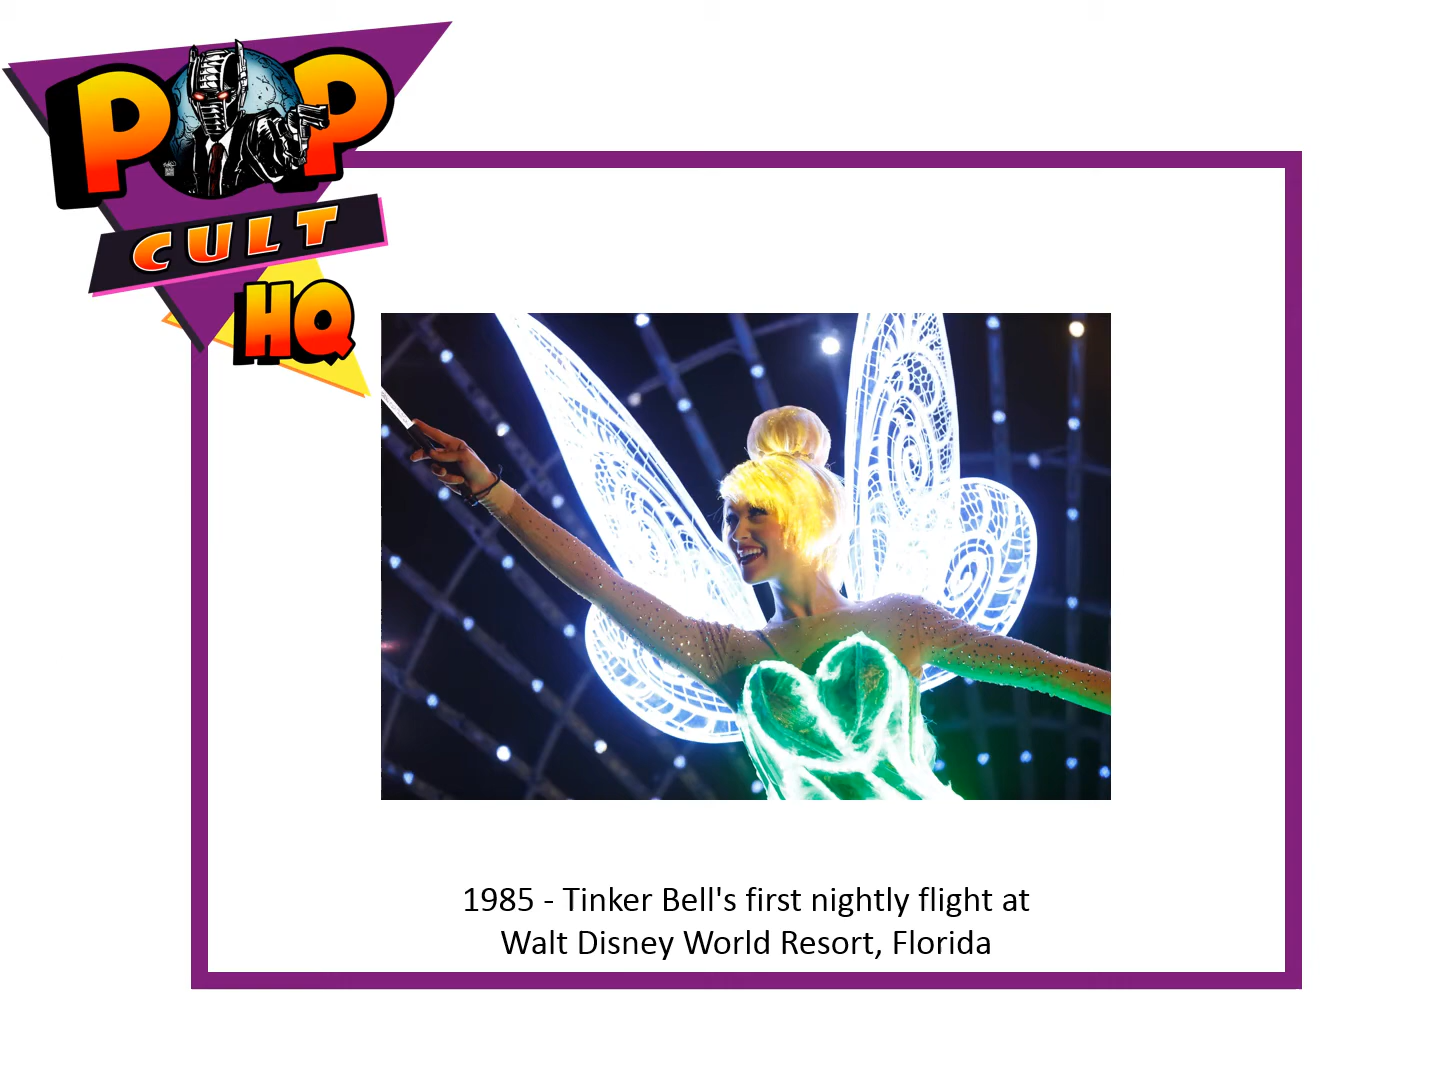 POP
CULT
HQ
1985 - Tinker Bell's first nightly flight at
Walt Disney World Resort, Florida